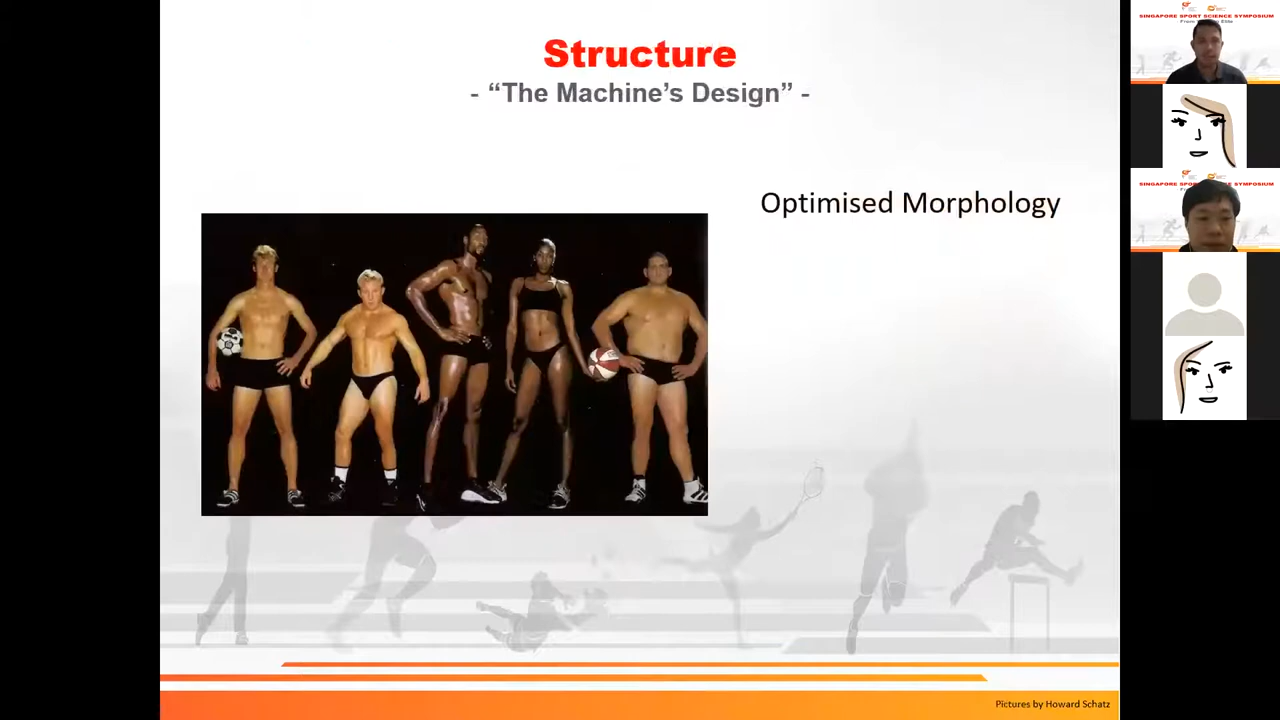 Structure
- “The Machine’s Design” -
Optimised Morphology
Pictures by Howard Schatz
SINGAPORE SPORT SCIENCE SYMPOSIUM
SINGAPORE SPORT SCIENCE SYMPOSIUM